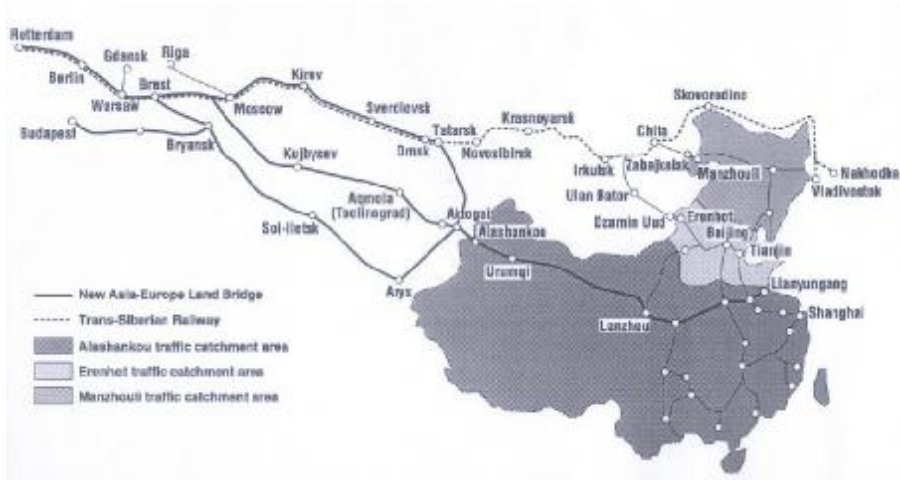 Rotterdam
Berlin
Gdansk
Riga
Warsaw
Brest
Moscow
Kirov
Budapest
Bryansk
Sverdlovsk
Omsk
Tatarsk
Novosibirsk
Krasnoyarsk
Irkutsk
Chita
Zabajkalsk
Skovorodino
Manzhouli
Nakhodka
Vladivostok
Kujbysev
Ulan Bator
Aqmola
(Tselinograd)
Aktogai
Alashankou
Dzamin Uud
Erenhot
Beijing
Tianjin
Sol-Iletsk
Urumqi
Arys
Lianyungang
Lanzhou
Shanghai
New Asia-Europe Land Bridge
Trans-Siberian Railway
Alashankou traffic catchment area
Erenhot traffic catchment area
Manzhouli traffic catchment area